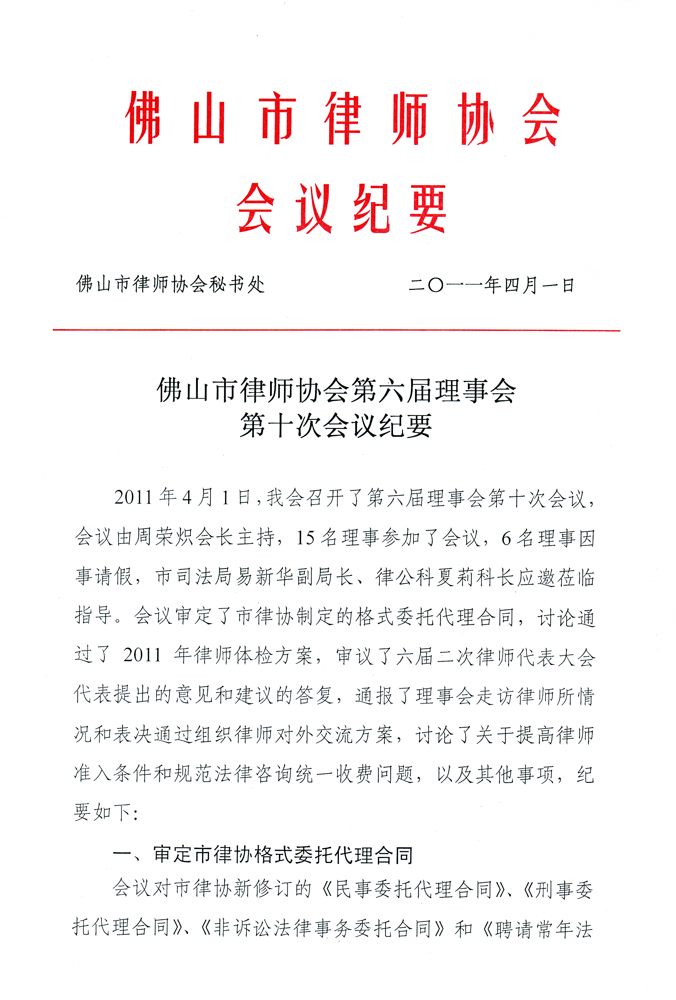 佛山市律师协会
会议纪要
佛山市律师协会秘书处 二〇一一年四月一日
佛山市律师协会第六届理事会
第十次会议纪要
2011年4月1日,我会召开了第六届理事会第十次会议,
会议由周荣炽会长主持，15名理事参加了会议，6名理事因
事请假，市司法局易新华副局长、律公科夏莉科长应邀莅临
指导。会议审定了市律协制定的格式委托代理合同，讨论通
过了 2011 年律师体检方案，审议了六届二次律师代表大会
代表提出的意见和建议的答复，通报了理事会走访律师所情
况和表决通过组织律师对外交流方案，讨论了关于提高律师
准入条件和规范法律咨询统一收费问题，以及其他事项，纪
要如下：
一、审定市律协格式委托代理合同
会议对市律协新修订的《民事委托代理合同》、《刑事委
托代理合同》、《非诉讼法律事务委托合同》和《聘请常年法